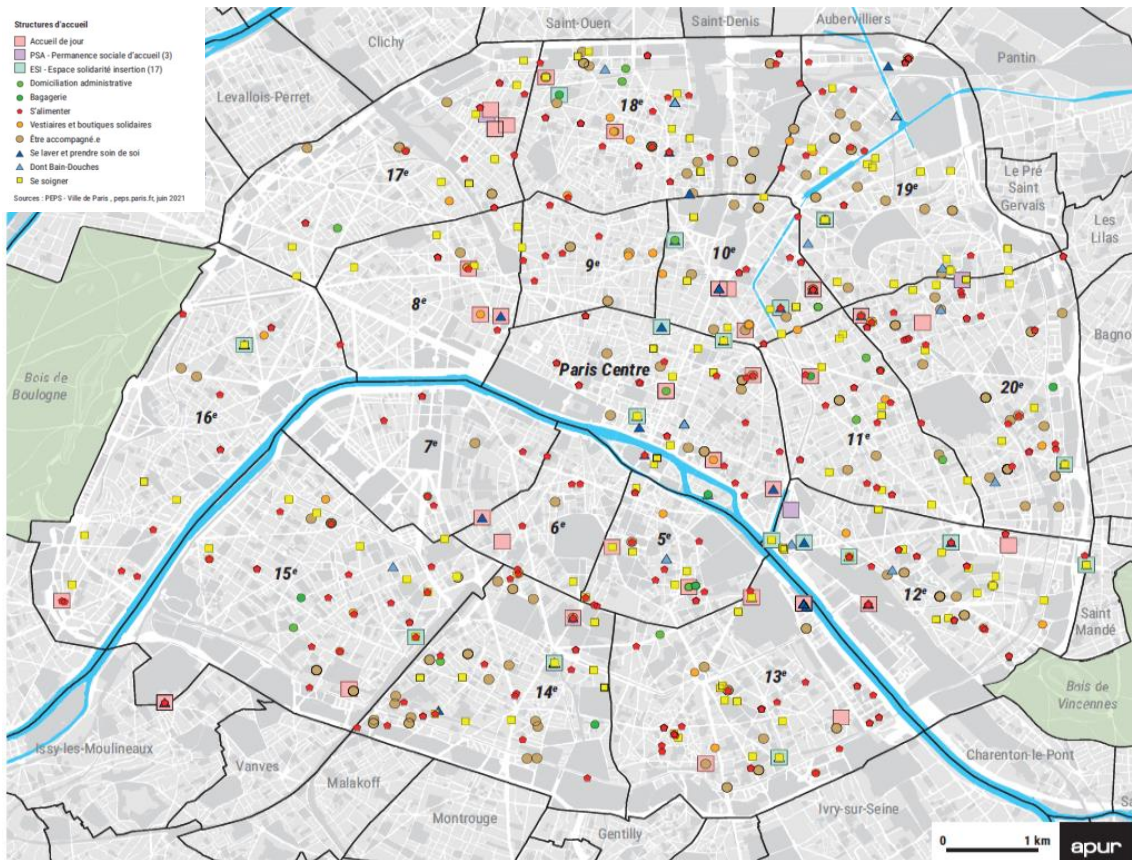 Structures d'accueil
Accueil de jour
PSA - Permanence sociale d'accueil (3)
ESI - Espace solidarité insertion (17)
Domiciliation administrative
Bagagerie
S'alimenter
Vestiaires et boutiques solidaires
Être accompagné.e
Se laver et prendre soin de soi
Dont Bain-Douches
Se soigner
Sources : PEPS - Ville de Paris , peps.paris.fr, juin 2021
Saint-Ouen
Saint-Denis
Aubervilliers
Clichy
Pantin
Levallois-Perret
18e
17e
19e
Le Pré
Saint
Gervais
Les
Lilas
9e
10e
8e
Bagno
Paris Centre
Bois de
Boulogne
16e
20e
7e
11e
6e
5e
15e
12e
Saint
Mandé
14e
13e
Bois de
Vincennes
Issy-les-Moulineaux
Vanves
Malakoff
Charenton-le-Pont
Montrouge
Ivry-sur-Seine
Gentilly
Sa
0 1 km
apur